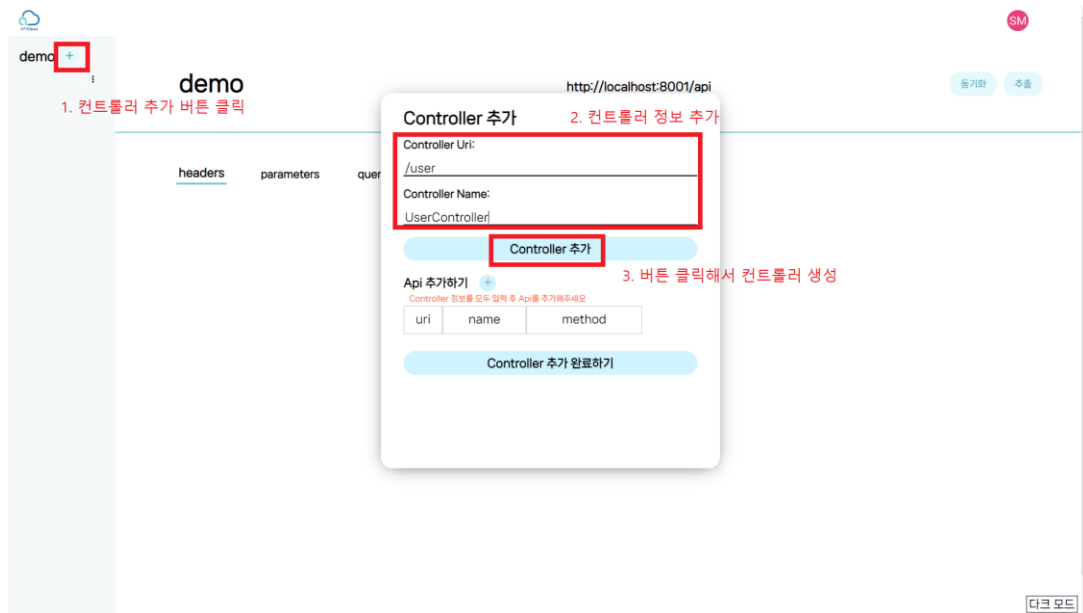 SM
demo +
1. 컨트롤러 추가 버튼 클릭
demo
http://localhost:8001/api
동기화 추출
headers parameters quer
Controller 추가
2. 컨트롤러 정보 추가
Controller Uri:
/user
Controller Name:
UserController
Controller 추가
3. 버튼 클릭해서 컨트롤러 생성
Api 추가하기 +
Controller 정보를 모두 입력 후 Api를 추가해주세요
uri name method
Controller 추가 완료하기
다크 모드